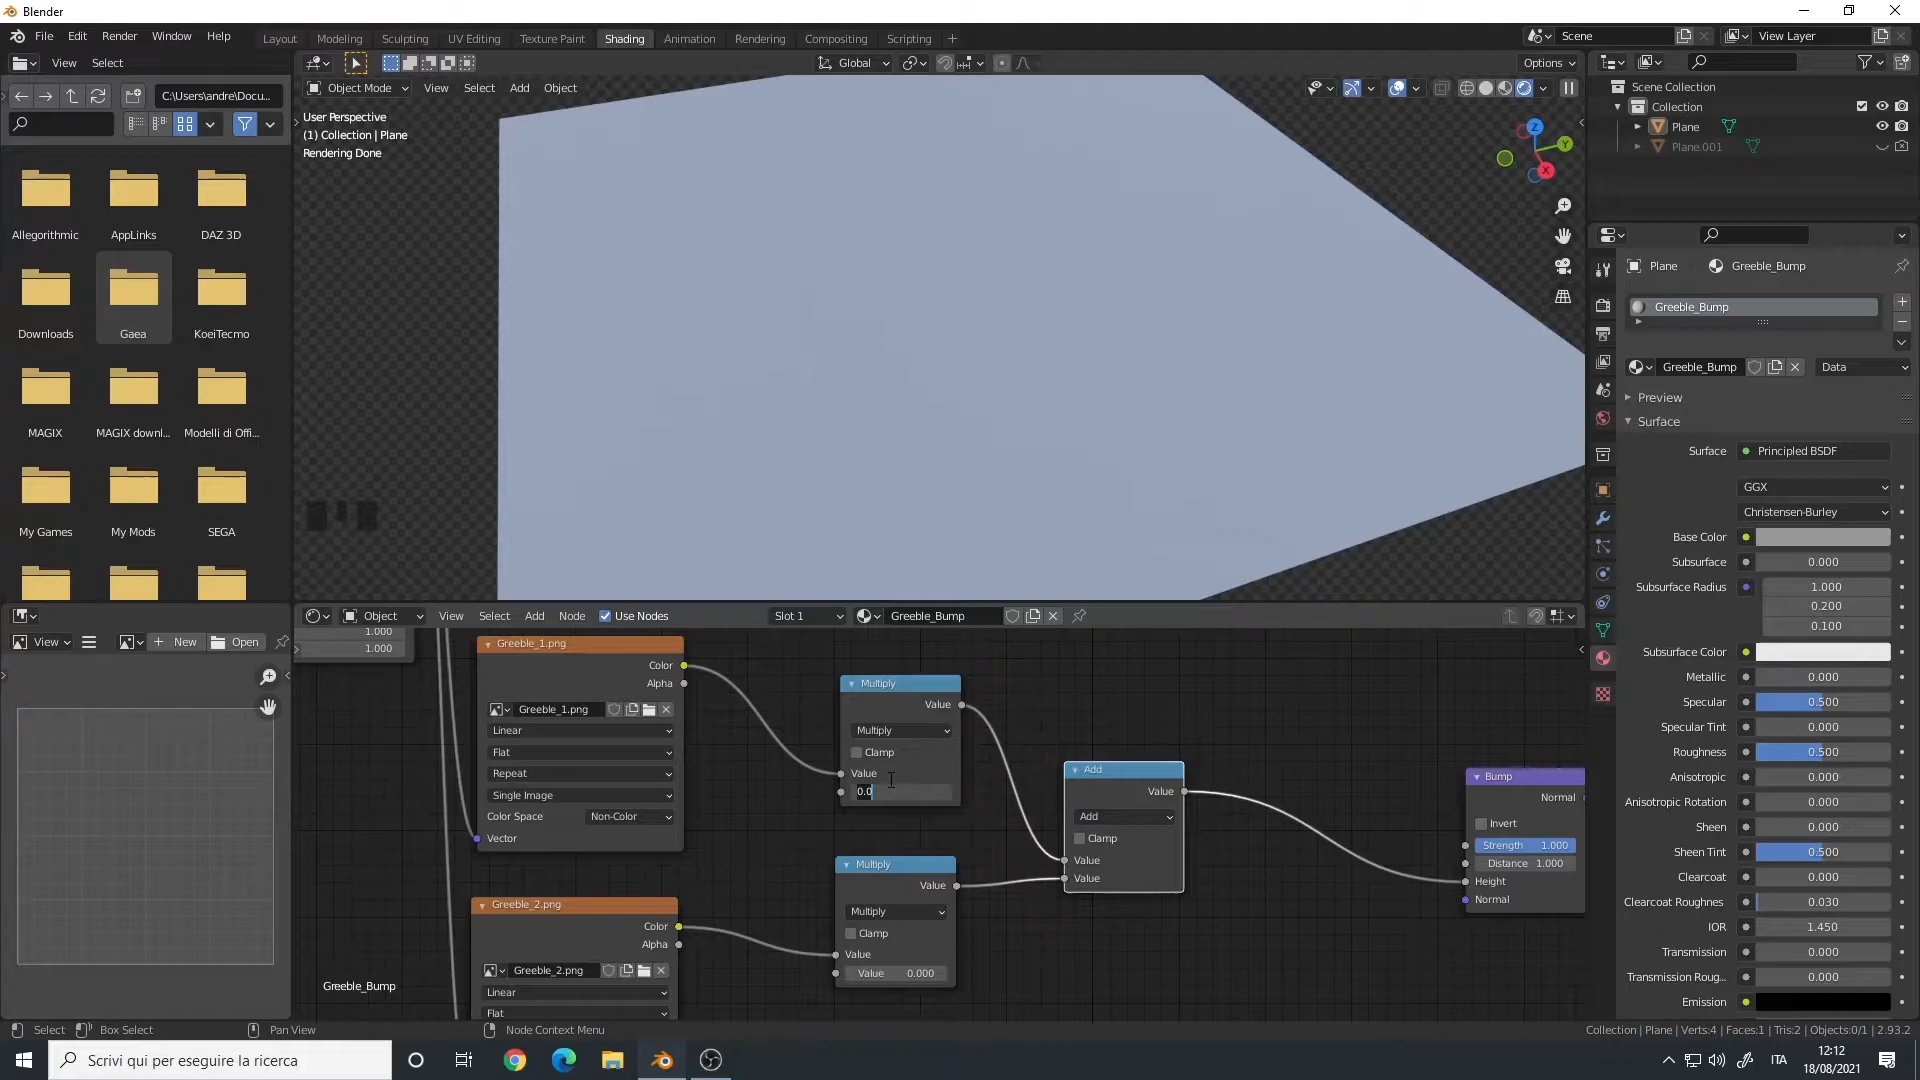 Blender
File Edit Render Window Help
Layout Modeling Sculpting UV Editing Texture Paint Shading Animation Rendering Compositing Scripting
Scene View Layer
View Select
C:\Users\andre\Docu...
Allegorithmic AppLinks DAZ 3D
Downloads Gaea KoeiTecmo
MAGIX MAGIX downl... Modelli di Offi...
My Games My Mods SEGA
View New Open
Global Options
Object Mode View Select Add Object
User Perspective
(1) Collection | Plane
Rendering Done
Z
Y
X
Object View Select Add Node Use Nodes Slot 1 Greeble_Bump
1.000
1.000
Greeble_1.png
Color
Alpha
Greeble_1.png
Linear
Flat
Repeat
Single Image
Color Space Non-Color
Vector
Greeble_2.png
Color
Alpha
Greeble_2.png
Linear
Flat
Multiply
Value
Multiply
Clamp
Value
0.0
Multiply
Value
Multiply
Clamp
Value
Value 0.000
Add
Value
Add
Clamp
Value
Value
Bump
Normal
Invert
Strength 1.000
Distance 1.000
Height
Normal
Greeble_Bump
Scene Collection
Collection
Plane
Plane.001
Plane Greeble_Bump
Greeble_Bump
Greeble_Bump Data
Preview
Surface
Surface Principled BSDF
GGX
Christensen-Burley
Base Color
Subsurface 0.000
Subsurface Radius 1.000
0.200
0.100
Subsurface Color
Metallic 0.000
Specular 0.500
Specular Tint 0.000
Roughness 0.500
Anisotropic 0.000
Anisotropic Rotation 0.000
Sheen 0.000
Sheen Tint 0.500
Clearcoat 0.000
Clearcoat Roughnes 0.030
IOR 1.450
Transmission 0.000
Transmission Roug... 0.000
Emission
Select Box Select Pan View Node Context Menu
Collection | Plane | Verts:4 | Faces:1 | Tris:2 | Objects:0/1 | 2.93.2
Scrivi qui per eseguire la ricerca
ITA
12:12
18/08/2021